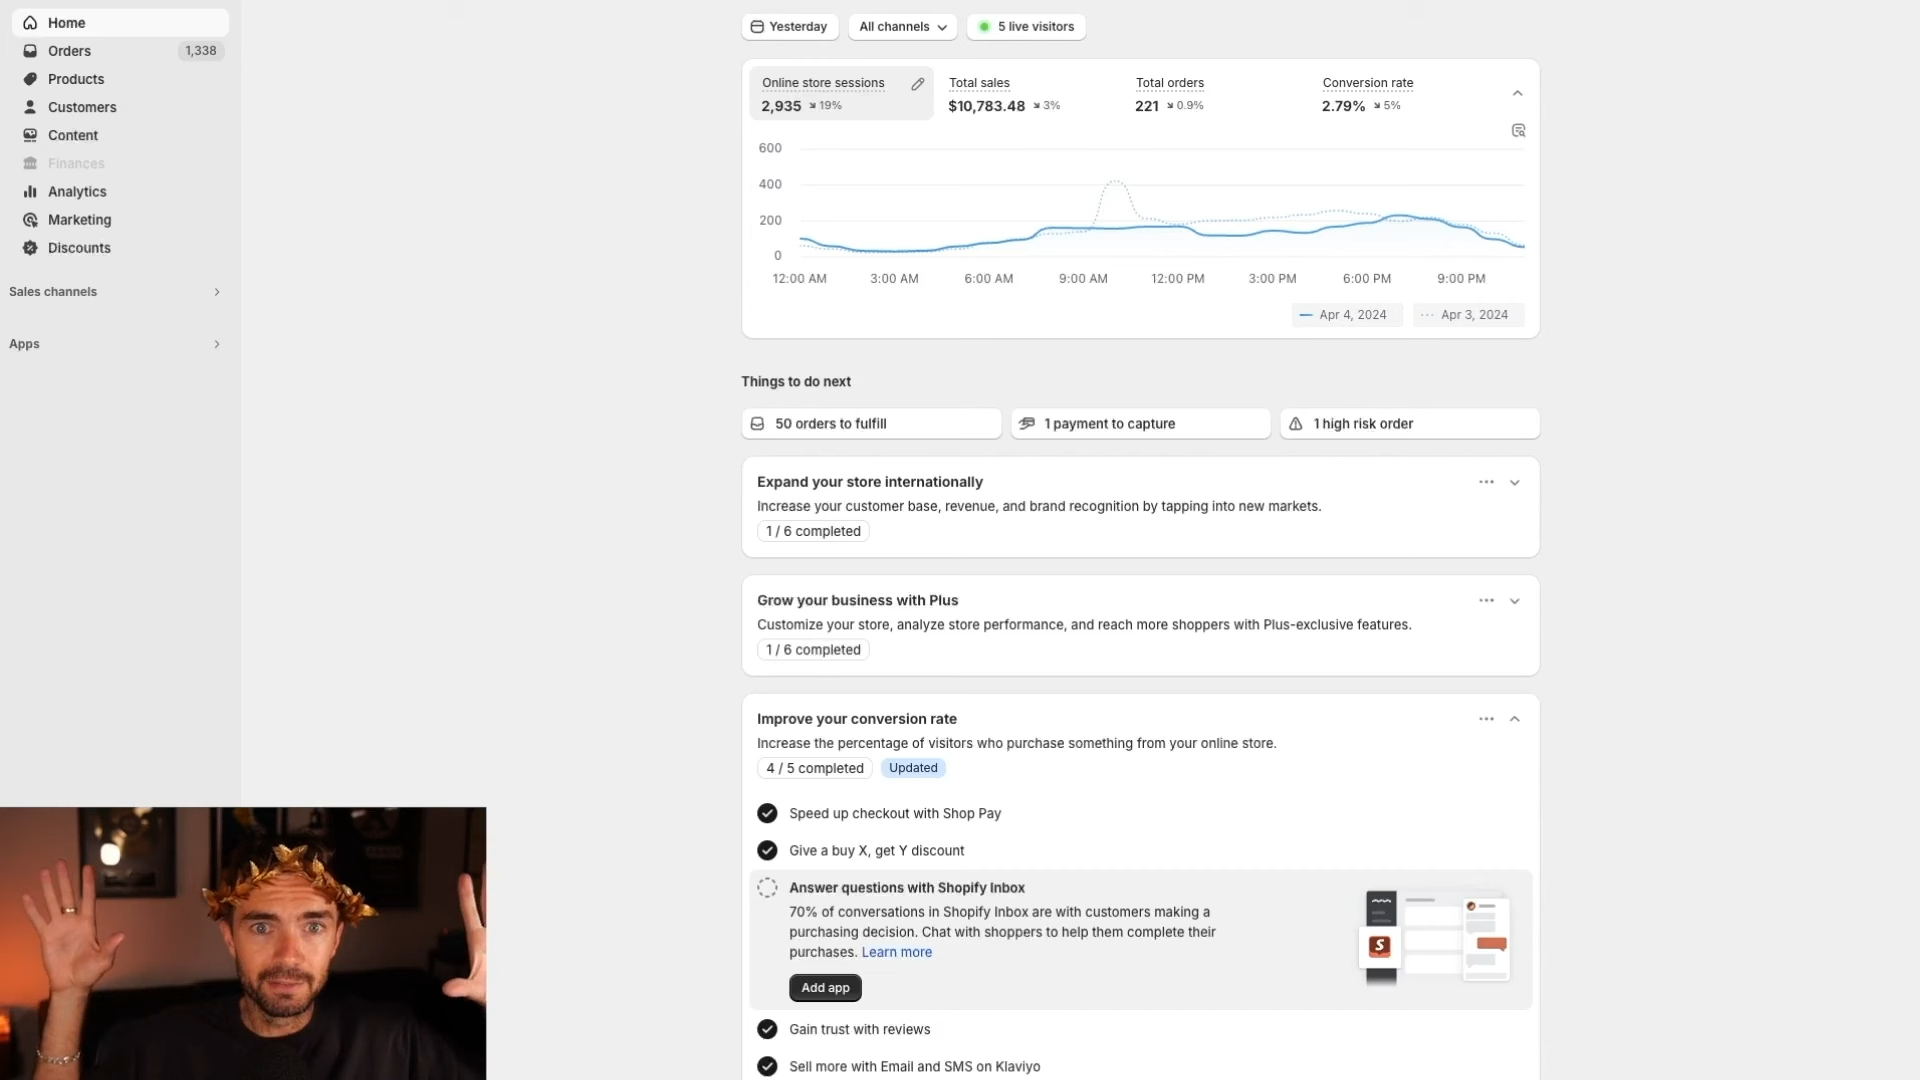 Home
Orders 1,338
Products
Customers
Content
Finances
Analytics
Marketing
Discounts
Sales channels
Apps
Yesterday All channels 5 live visitors
Online store sessions Total sales Total orders Conversion rate
2,935 19% $10,783.48 3% 221 0.9% 2.79% 5%
600
400
200
0
12:00 AM 3:00 AM 6:00 AM 9:00 AM 12:00 PM 3:00 PM 6:00 PM 9:00 PM
Apr 4, 2024 Apr 3, 2024
Things to do next
50 orders to fulfill 1 payment to capture 1 high risk order
Expand your store internationally
Increase your customer base, revenue, and brand recognition by tapping into new markets.
1 / 6 completed
Grow your business with Plus
Customize your store, analyze store performance, and reach more shoppers with Plus-exclusive features.
1 / 6 completed
Improve your conversion rate
Increase the percentage of visitors who purchase something from your online store.
4 / 5 completed Updated
Speed up checkout with Shop Pay
Give a buy X, get Y discount
Answer questions with Shopify Inbox
70% of conversations in Shopify Inbox are with customers making a
purchasing decision. Chat with shoppers to help them complete their
purchases. Learn more
Add app
Gain trust with reviews
Sell more with Email and SMS on Klaviyo